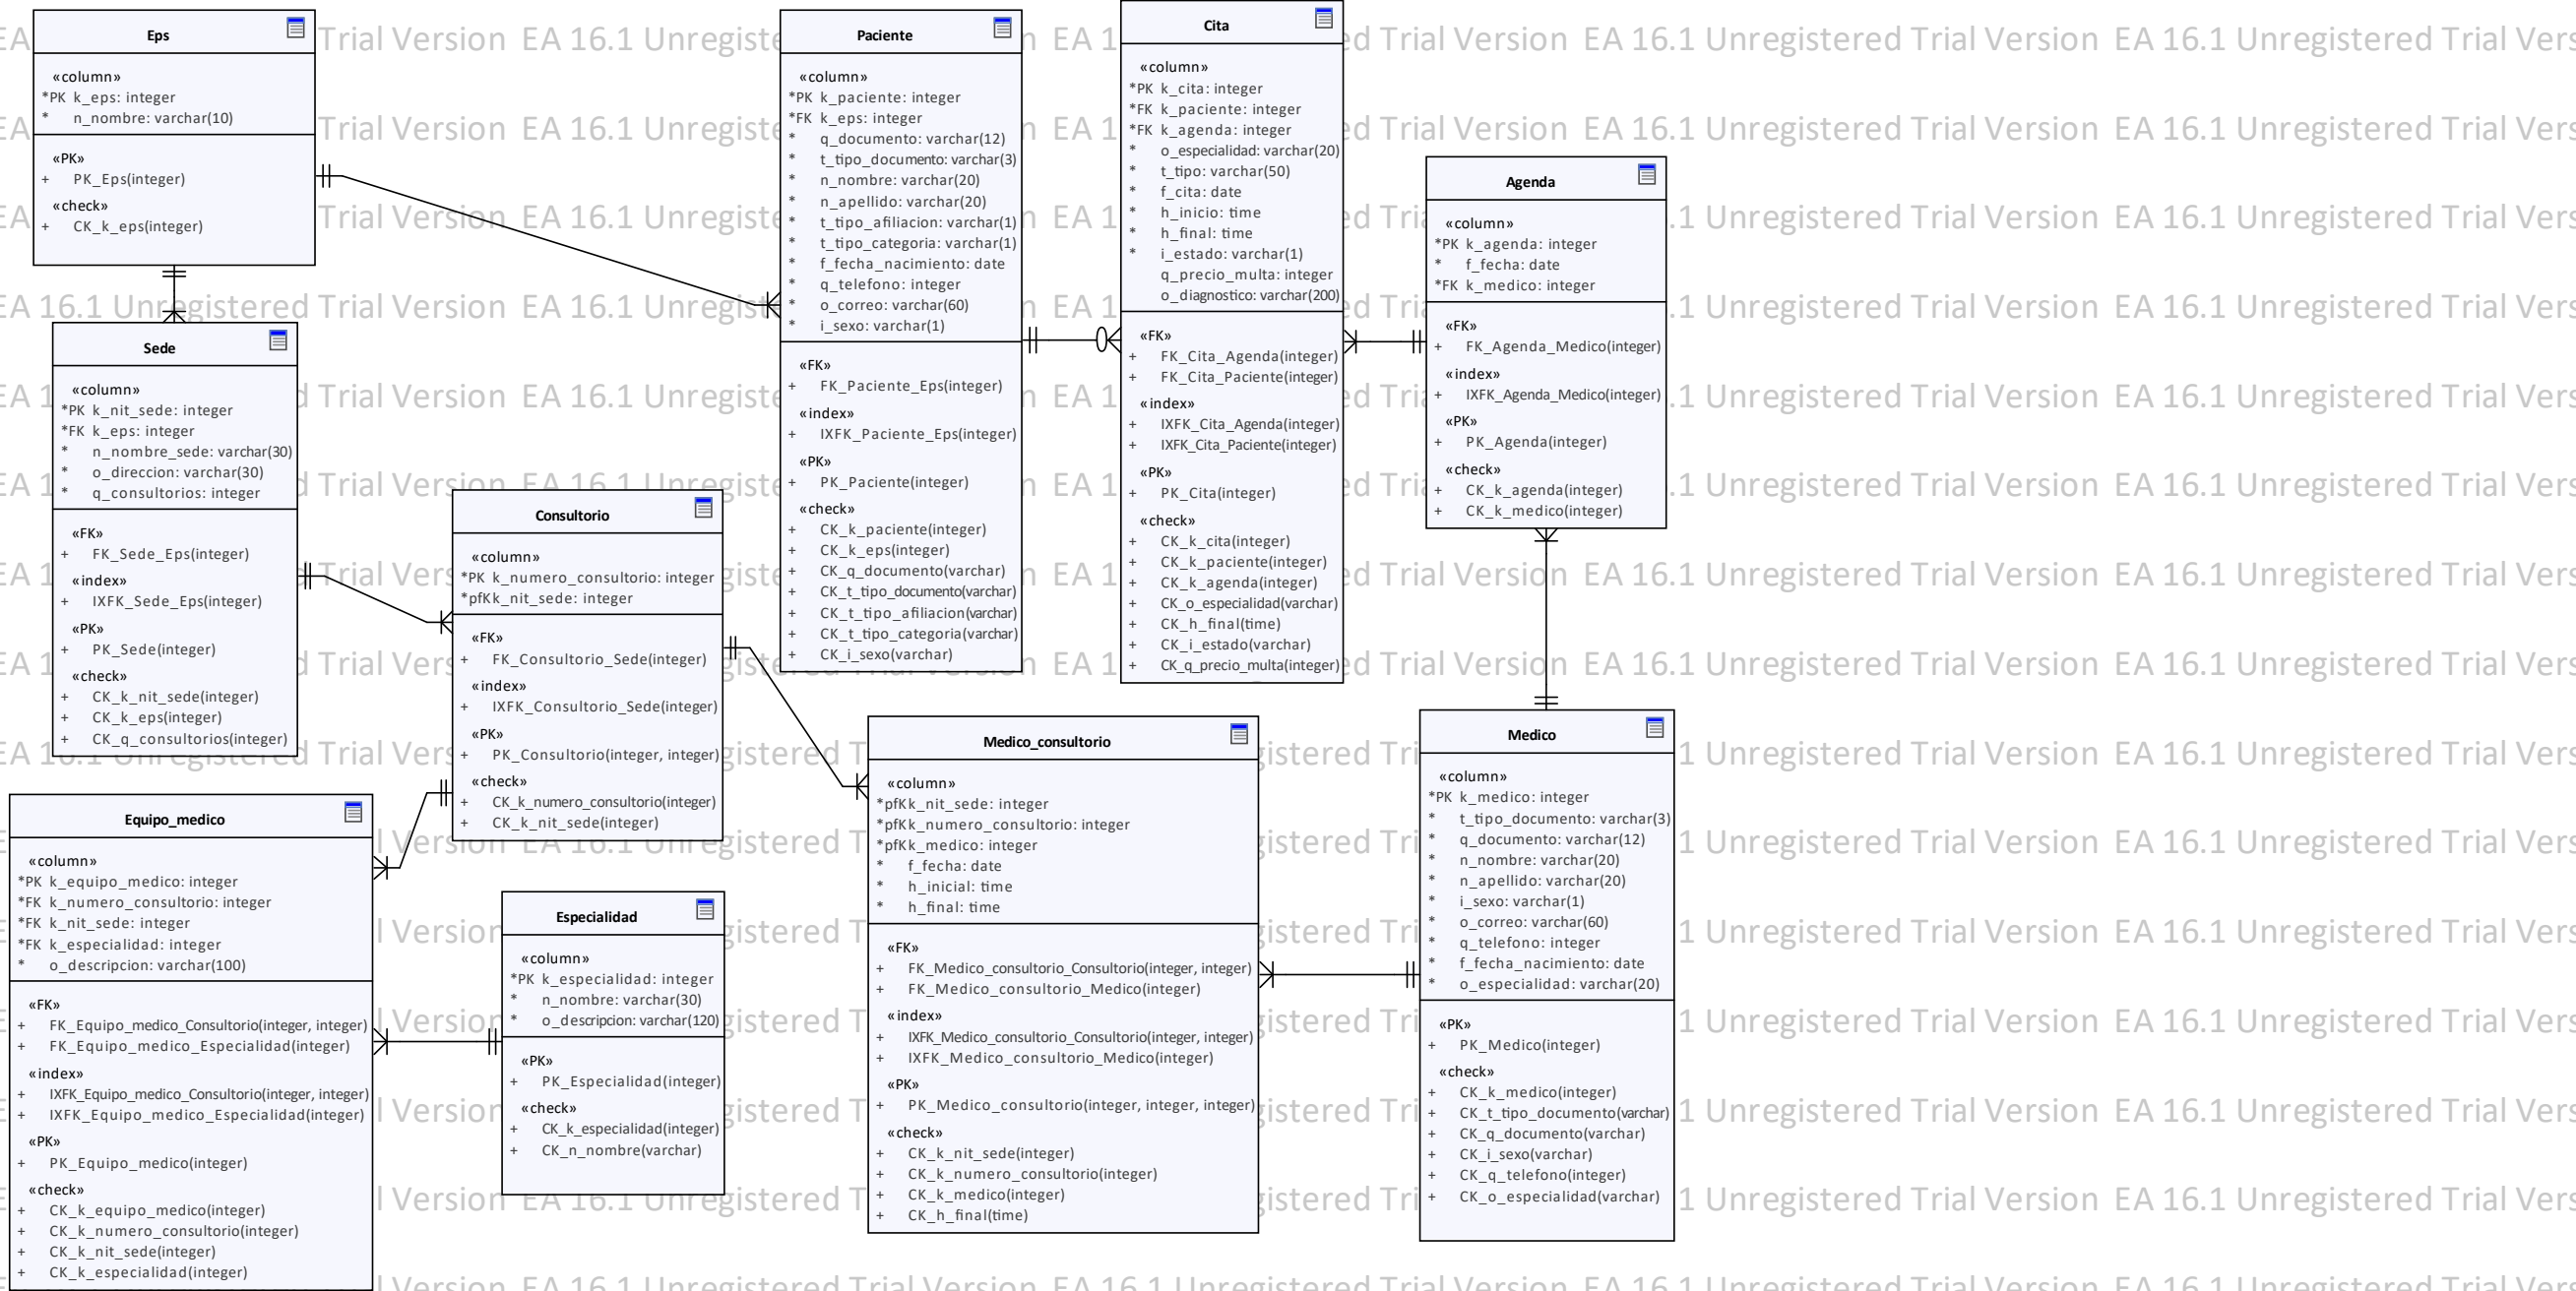 Eps
«column»
*PK k_eps: integer
* n_nombre: varchar(10)
«PK»
+ PK_Eps(integer)
«check»
+ CK_k_eps(integer)
Sede
«column»
*PK k_nit_sede: integer
*FK k_eps: integer
* n_nombre_sede: varchar(30)
* o_direccion: varchar(30)
* q_consultorios: integer
«FK»
+ FK_Sede_Eps(integer)
«index»
+ IXFK_Sede_Eps(integer)
«PK»
+ PK_Sede(integer)
«check»
+ CK_k_nit_sede(integer)
+ CK_k_eps(integer)
+ CK_q_consultorios(integer)
Equipo_medico
«column»
*PK k_equipo_medico: integer
*FK k_numero_consultorio: integer
*FK k_nit_sede: integer
*FK k_especialidad: integer
* o_descripcion: varchar(100)
«FK»
+ FK_Equipo_medico_Consultorio(integer, integer)
+ FK_Equipo_medico_Especialidad(integer)
«index»
+ IXFK_Equipo_medico_Consultorio(integer, integer)
+ IXFK_Equipo_medico_Especialidad(integer)
«PK»
+ PK_Equipo_medico(integer)
«check»
+ CK_k_equipo_medico(integer)
+ CK_k_numero_consultorio(integer)
+ CK_k_nit_sede(integer)
+ CK_k_especialidad(integer)
Consultorio
«column»
*PK k_numero_consultorio: integer
*pfKk_nit_sede: integer
«FK»
+ FK_Consultorio_Sede(integer)
«index»
+ IXFK_Consultorio_Sede(integer)
«PK»
+ PK_Consultorio(integer, integer)
«check»
+ CK_k_numero_consultorio(integer)
+ CK_k_nit_sede(integer)
Especialidad
«column»
*PK k_especialidad: integer
* n_nombre: varchar(30)
* o_descripcion: varchar(120)
«PK»
+ PK_Especialidad(integer)
«check»
+ CK_k_especialidad(integer)
+ CK_n_nombre(varchar)
Paciente
«column»
*PK k_paciente: integer
*FK k_eps: integer
* q_documento: varchar(12)
* t_tipo_documento: varchar(3)
* n_nombre: varchar(20)
* n_apellido: varchar(20)
* t_tipo_afiliacion: varchar(1)
* t_tipo_categoria: varchar(1)
* f_fecha_nacimiento: date
* q_telefono: integer
* o_correo: varchar(60)
* i_sexo: varchar(1)
«FK»
+ FK_Paciente_Eps(integer)
«index»
+ IXFK_Paciente_Eps(integer)
«PK»
+ PK_Paciente(integer)
«check»
+ CK_k_paciente(integer)
+ CK_k_eps(integer)
+ CK_q_documento(varchar)
+ CK_t_tipo_documento(varchar)
+ CK_t_tipo_afiliacion(varchar)
+ CK_t_tipo_categoria(varchar)
+ CK_i_sexo(varchar)
Cita
«column»
*PK k_cita: integer
*FK k_paciente: integer
*FK k_agenda: integer
* o_especialidad: varchar(20)
* t_tipo: varchar(50)
* f_cita: date
* h_inicio: time
* h_final: time
* i_estado: varchar(1)
q_precio_multa: integer
o_diagnostico: varchar(200)
«FK»
+ FK_Cita_Agenda(integer)
+ FK_Cita_Paciente(integer)
«index»
+ IXFK_Cita_Agenda(integer)
+ IXFK_Cita_Paciente(integer)
«PK»
+ PK_Cita(integer)
«check»
+ CK_k_cita(integer)
+ CK_k_paciente(integer)
+ CK_k_agenda(integer)
+ CK_o_especialidad(varchar)
+ CK_h_final(time)
+ CK_i_estado(varchar)
+ CK_q_precio_multa(integer)
Agenda
«column»
*PK k_agenda: integer
* f_fecha: date
*FK k_medico: integer
«FK»
+ FK_Agenda_Medico(integer)
«index»
+ IXFK_Agenda_Medico(integer)
«PK»
+ PK_Agenda(integer)
«check»
+ CK_k_agenda(integer)
+ CK_k_medico(integer)
Medico_consultorio
«column»
*pfKk_nit_sede: integer
*pfKk_numero_consultorio: integer
*pfKk_medico: integer
* f_fecha: date
* h_inicial: time
* h_final: time
«FK»
+ FK_Medico_consultorio_Consultorio(integer, integer)
+ FK_Medico_consultorio_Medico(integer)
«index»
+ IXFK_Medico_consultorio_Consultorio(integer, integer)
+ IXFK_Medico_consultorio_Medico(integer)
«PK»
+ PK_Medico_consultorio(integer, integer, integer)
«check»
+ CK_k_nit_sede(integer)
+ CK_k_numero_consultorio(integer)
+ CK_k_medico(integer)
+ CK_h_final(time)
Medico
«column»
*PK k_medico: integer
* t_tipo_documento: varchar(3)
* q_documento: varchar(12)
* n_nombre: varchar(20)
* n_apellido: varchar(20)
* i_sexo: varchar(1)
* o_correo: varchar(60)
* q_telefono: integer
* f_fecha_nacimiento: date
* o_especialidad: varchar(20)
«PK»
+ PK_Medico(integer)
«check»
+ CK_k_medico(integer)
+ CK_t_tipo_documento(varchar)
+ CK_q_documento(varchar)
+ CK_i_sexo(varchar)
+ CK_q_telefono(integer)
+ CK_o_especialidad(varchar)
EA 16.1 Unregistered Trial Version